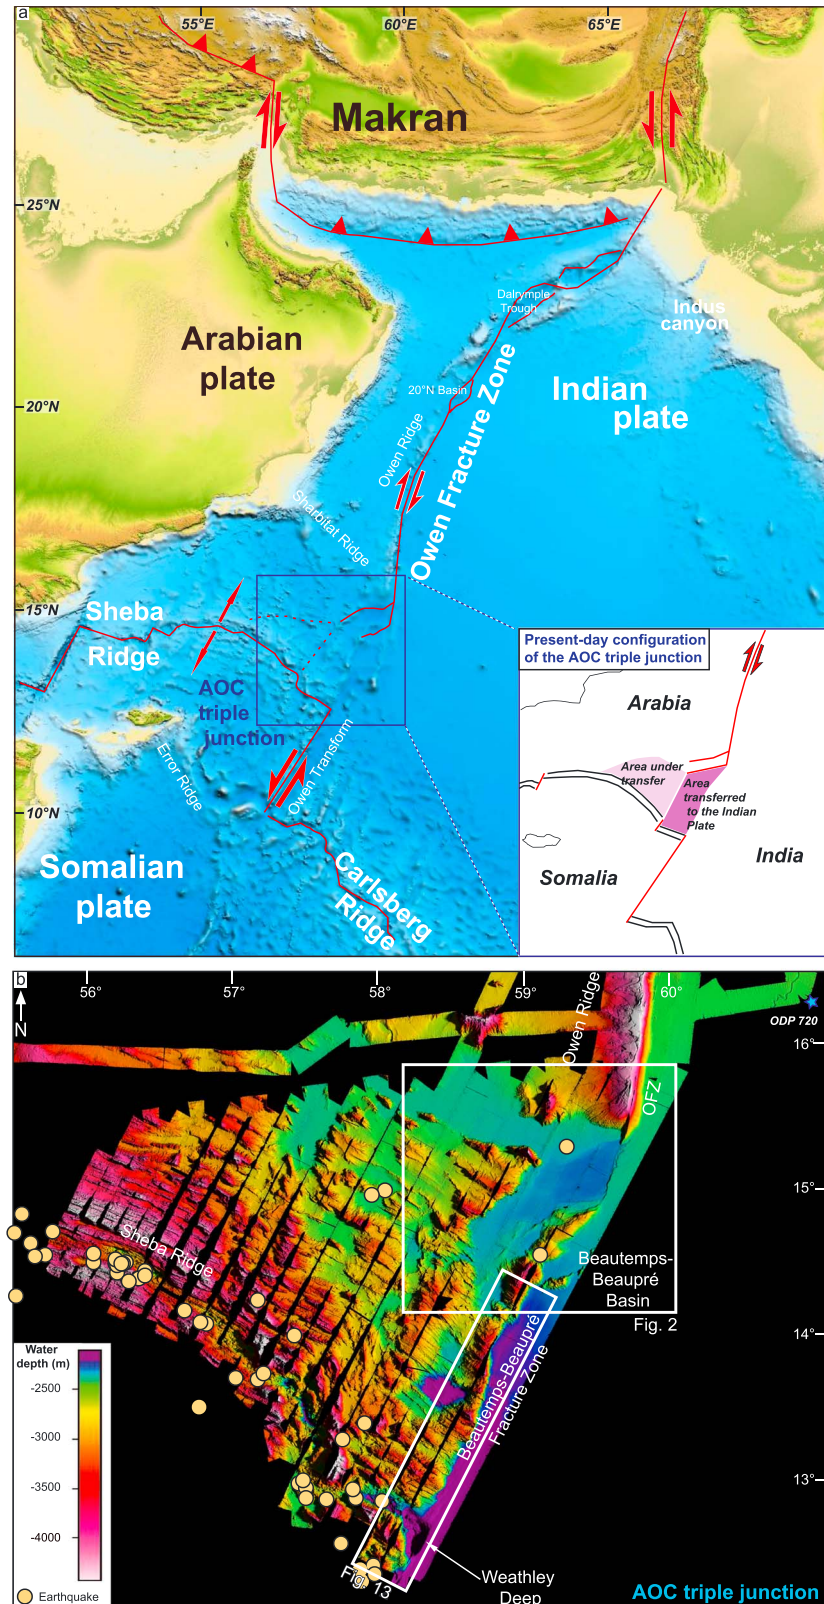 a
55°E
60°E
65°E
Makran
25°N
Dalrymple
Trough
Indus
canyon
Arabian
plate
20°N Basin
Indian
plate
20°N
Owen Ridge
Owen Fracture Zone
Sharbitat Ridge
15°N
Sheba
Ridge
AOC
triple
junction
Owen Transform
Error Ridge
10°N
Somalian
plate
Carlsberg
Ridge
Present-day configuration
of the AOC triple junction
Arabia
Area under
transfer
Area
transferred
to the Indian
Plate
India
Somalia
b
N
56°
57°
58°
59°
60°
Owen Ridge
ODP 720
16°
OFZ
15°
Sheba Ridge
Beautemps-
Beaupré
Basin
Fig. 2
14°
Beautemps-Beaupré
Fracture Zone
13°
Water
depth (m)
-2500
-3000
-3500
-4000
Earthquake
Fig. 13
Weathley
Deep
AOC triple junction